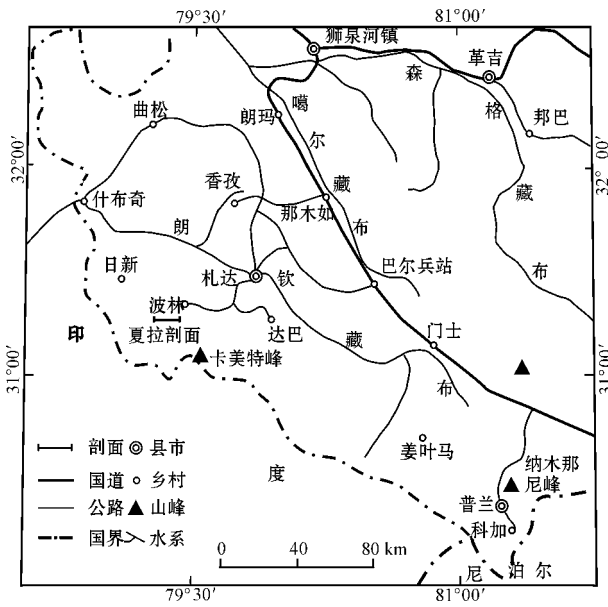 79°30′ 81°00′
狮泉河镇
革吉
森
格
藏
布
邦巴
曲松
朗玛
噶
尔
藏
布
32°00′ 32°00′
香孜
什布奇
那木如
朗
钦
藏
布
日新
札达
巴尔兵站
波林
夏拉剖面
达巴
门士
印
卡美特峰
31°00′ 31°00′
姜叶马
度
纳木那
尼峰
普兰
科加
尼 泊 尔
剖面 县市
国道 乡村
公路 山峰
国界 水系
0 40 80 km
79°30′ 81°00′